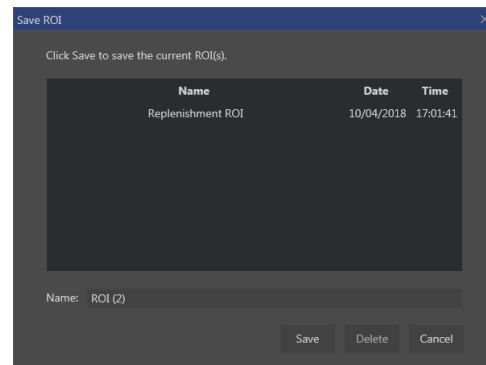 Save ROI
Click Save to save the current ROI(s).
Name Date Time
Replenishment ROI 10/04/2018 17:01:41
Name: ROI (2)
Save Delete Cancel